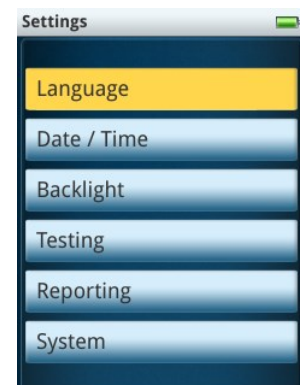 Settings
Language
Date / Time
Backlight
Testing
Reporting
System